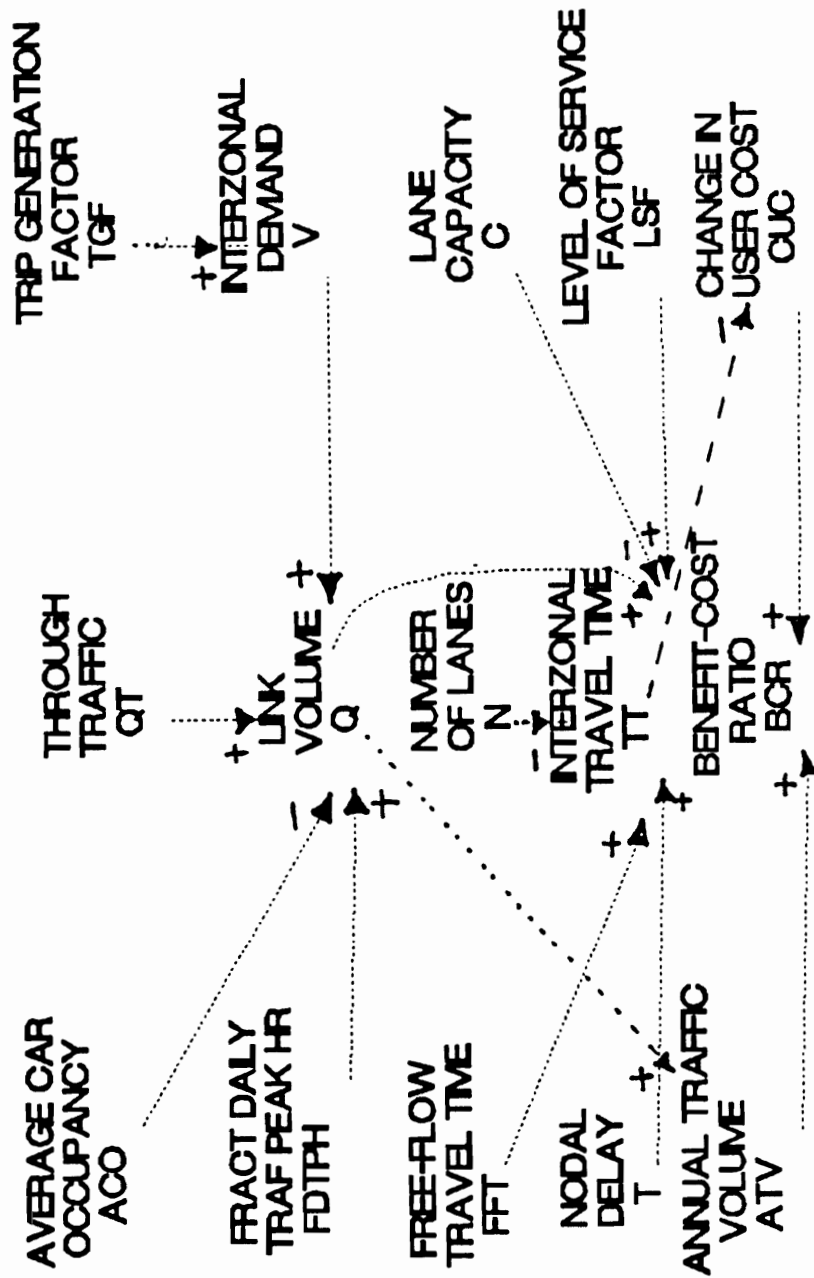 AVERAGE CAR
OCCUPANCY
ACO
THROUGH
TRAFFIC
QT
TRIP GENERATION
FACTOR
TGF
+
+
FRACT DAILY
TRAF PEAK HR
FDTPH
−
+
LINK
VOLUME
Q
+
INTERZONAL
DEMAND
V
FREE-FLOW
TRAVEL TIME
FFT
NUMBER
OF LANES
N
LANE
CAPACITY
C
−
NODAL
DELAY
T
+
+
INTERZONAL
TRAVEL TIME
TT
+
−
+
LEVEL OF SERVICE
FACTOR
LSF
+
ANNUAL TRAFFIC
VOLUME
ATV
+
BENEFIT-COST
RATIO
BCR
+
−
CHANGE IN
USER COST
CUC